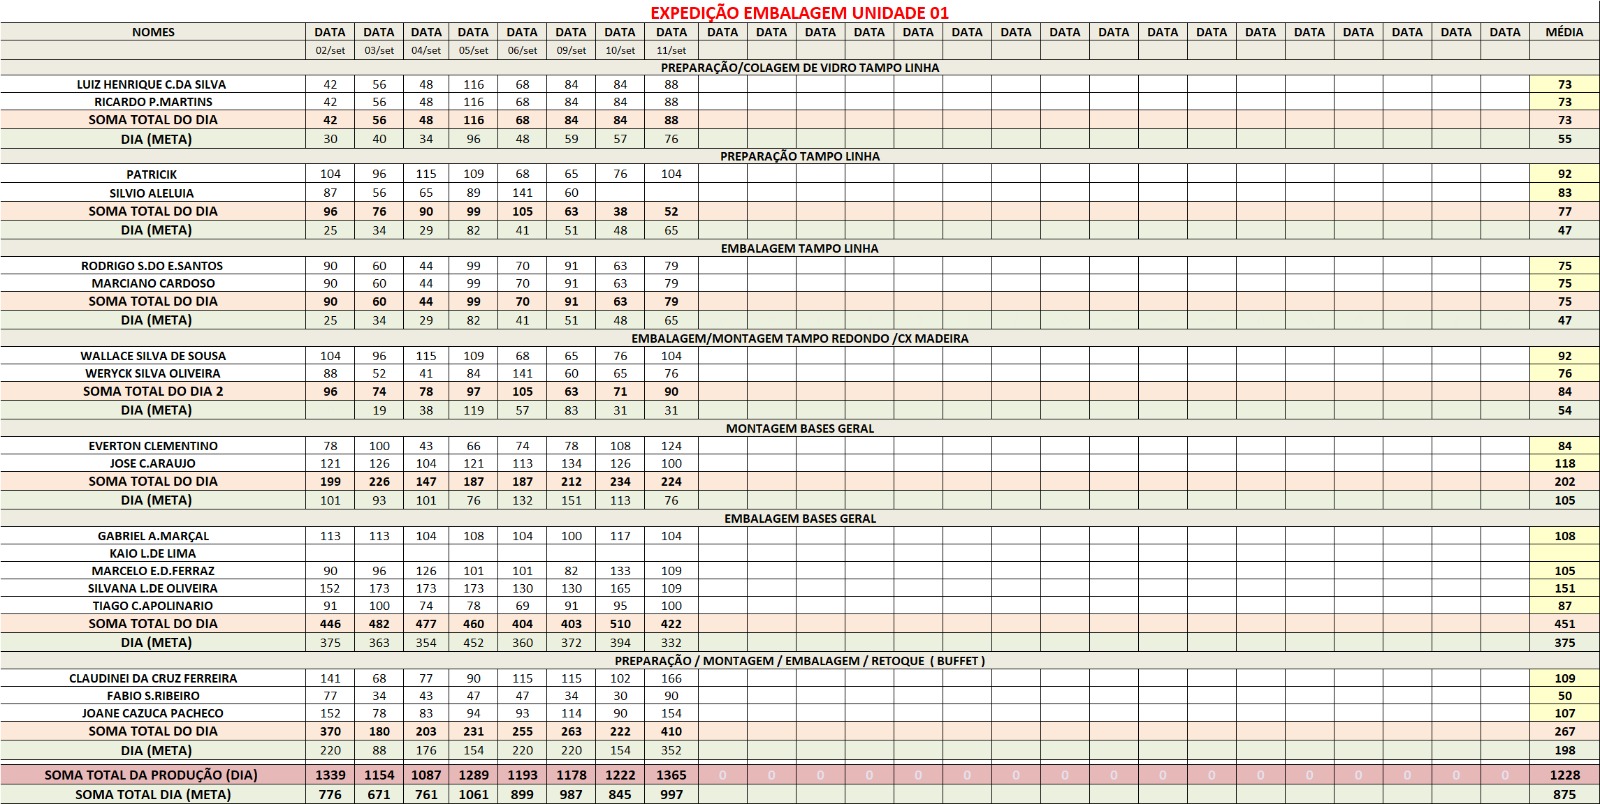 EXPEDIÇÃO EMBALAGEM UNIDADE 01
NOMES DATA DATA DATA DATA DATA DATA DATA DATA DATA DATA DATA DATA DATA DATA DATA DATA DATA DATA DATA DATA DATA DATA DATA DATA DATA MÉDIA
02/set 03/set 04/set 05/set 06/set 09/set 10/set 11/set
PREPARAÇÃO/COLAGEM DE VIDRO TAMPO LINHA
LUIZ HENRIQUE C.DA SILVA 42 56 48 116 68 84 84 88 73
RICARDO P.MARTINS 42 56 48 116 68 84 84 88 73
SOMA TOTAL DO DIA 42 56 48 116 68 84 84 88 73
DIA (META) 30 40 34 96 48 59 57 76 55
PREPARAÇÃO TAMPO LINHA
PATRICIK 104 96 115 109 68 65 76 104 92
SILVIO ALELUIA 87 56 65 89 141 60 83
SOMA TOTAL DO DIA 96 76 90 99 105 63 38 52 77
DIA (META) 25 34 29 82 41 51 48 65 47
EMBALAGEM TAMPO LINHA
RODRIGO S.DO E.SANTOS 90 60 44 99 70 91 63 79 75
MARCIANO CARDOSO 90 60 44 99 70 91 63 79 75
SOMA TOTAL DO DIA 90 60 44 99 70 91 63 79 75
DIA (META) 25 34 29 82 41 51 48 65 47
EMBALAGEM/MONTAGEM TAMPO REDONDO /CX MADEIRA
WALLACE SILVA DE SOUSA 104 96 115 109 68 65 76 104 92
WERYCK SILVA OLIVEIRA 88 52 41 84 141 60 65 76 76
SOMA TOTAL DO DIA 2 96 74 78 97 105 63 71 90 84
DIA (META) 19 38 119 57 83 31 31 54
MONTAGEM BASES GERAL
EVERTON CLEMENTINO 78 100 43 66 74 78 108 124 84
JOSE C.ARAUJO 121 126 104 121 113 134 126 100 118
SOMA TOTAL DO DIA 199 226 147 187 187 212 234 224 202
DIA (META) 101 93 101 76 132 151 113 76 105
EMBALAGEM BASES GERAL
GABRIEL A.MARÇAL 113 113 104 108 104 100 117 104 108
KAIO L.DE LIMA
MARCELO E.D.FERRAZ 90 96 126 101 101 82 133 109 105
SILVANA L.DE OLIVEIRA 152 173 173 173 130 130 165 109 151
TIAGO C.APOLINARIO 91 100 74 78 69 91 95 100 87
SOMA TOTAL DO DIA 446 482 477 460 404 403 510 422 451
DIA (META) 375 363 354 452 360 372 394 332 375
PREPARAÇÃO / MONTAGEM / EMBALAGEM / RETOQUE ( BUFFET )
CLAUDINEI DA CRUZ FERREIRA 141 68 77 90 115 115 102 166 109
FABIO S.RIBEIRO 77 34 43 47 47 34 30 90 50
JOANE CAZUCA PACHECO 152 78 83 94 93 114 90 154 107
SOMA TOTAL DO DIA 370 180 203 231 255 263 222 410 267
DIA (META) 220 88 176 154 220 220 154 352 198
SOMA TOTAL DA PRODUÇÃO (DIA) 1339 1154 1087 1289 1193 1178 1222 1365 0 0 0 0 0 0 0 0 0 0 0 0 0 0 0 0 0 1228
SOMA TOTAL DIA (META) 776 671 761 1061 899 987 845 997 875